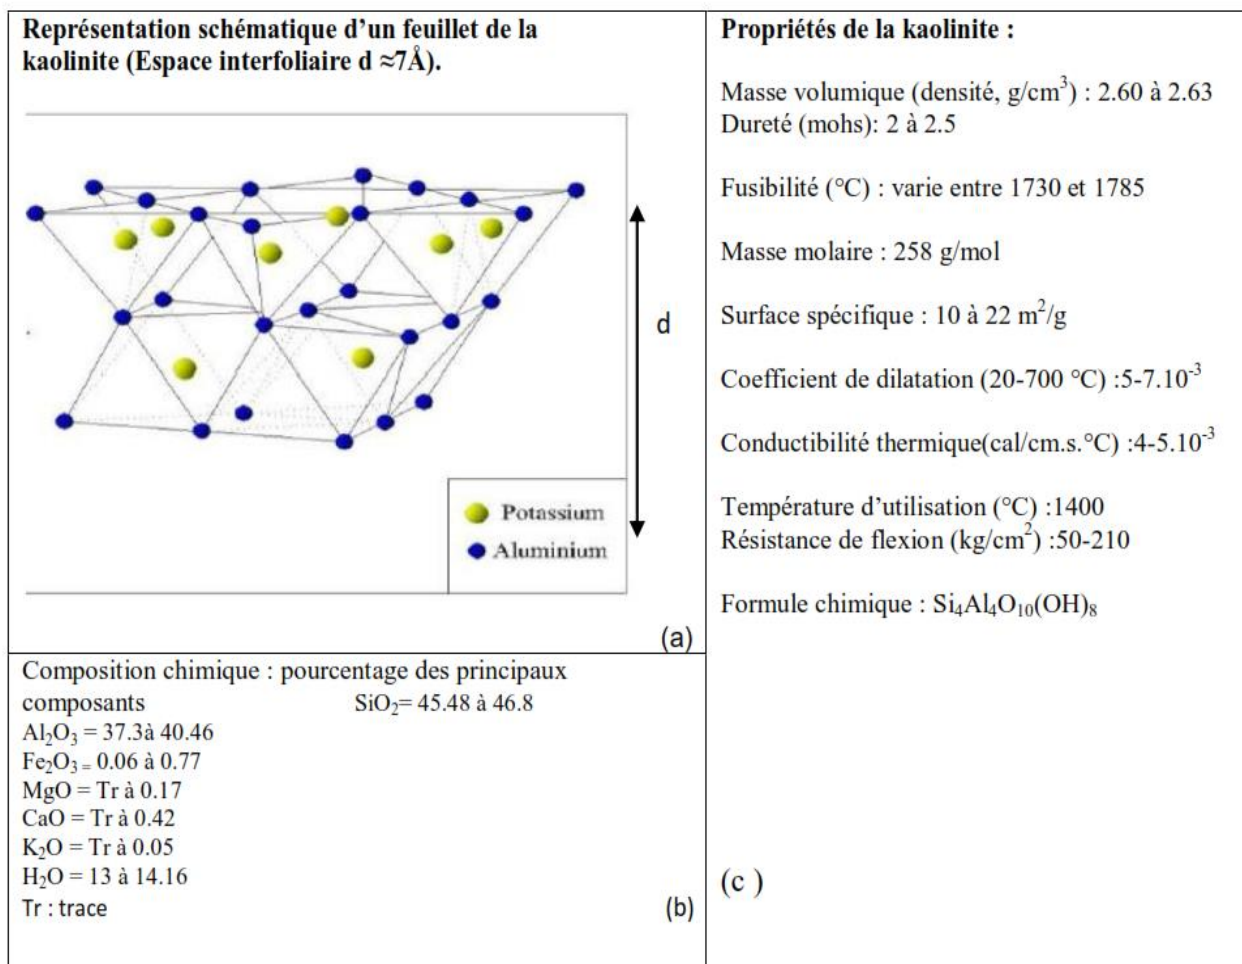 Représentation schématique d'un feuillet de la
kaolinite (Espace interfoliaire d ≈7Å).
d
Potassium
Aluminium
(a)
Composition chimique : pourcentage des principaux
composants SiO₂= 45.48 à 46.8
Al₂O₃ = 37.3à 40.46
Fe₂O₃ = 0.06 à 0.77
MgO = Tr à 0.17
CaO = Tr à 0.42
K₂O = Tr à 0.05
H₂O = 13 à 14.16
Tr : trace
(b)
Propriétés de la kaolinite :
Masse volumique (densité, g/cm³) : 2.60 à 2.63
Dureté (mohs): 2 à 2.5
Fusibilité (°C) : varie entre 1730 et 1785
Masse molaire : 258 g/mol
Surface spécifique : 10 à 22 m²/g
Coefficient de dilatation (20-700 °C) :5-7.10⁻³
Conductibilité thermique(cal/cm.s.°C) :4-5.10⁻³
Température d'utilisation (°C) :1400
Résistance de flexion (kg/cm²) :50-210
Formule chimique : Si₄Al₄O₁₀(OH)₈
(c )